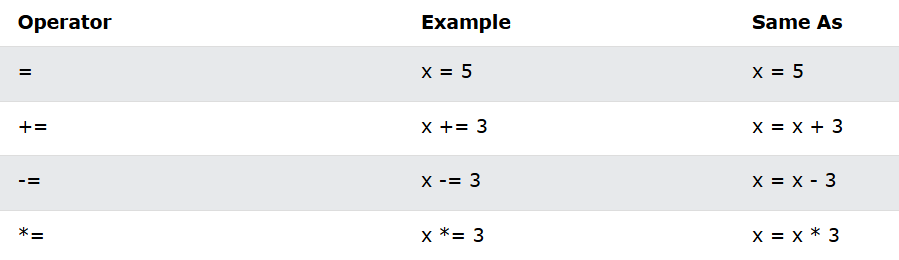 Operator Example Same As
= x = 5 x = 5
+= x += 3 x = x + 3
-= x -= 3 x = x - 3
*= x *= 3 x = x * 3